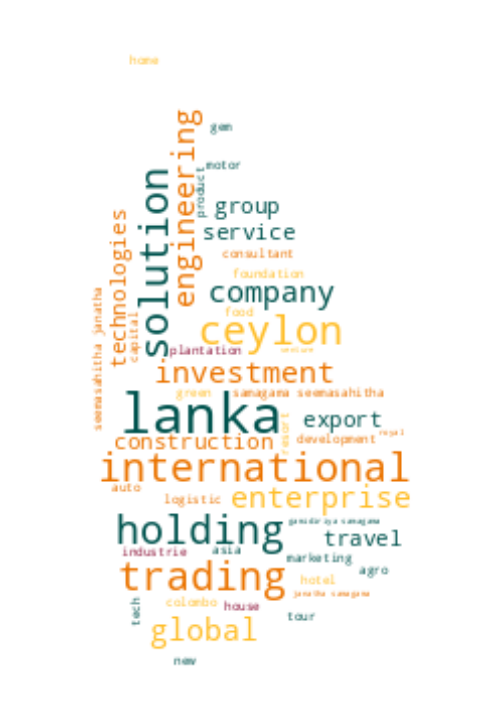 home
gem
engineering
motor
solution
product
group
technologies
service
consultant
foundation
company
seemasahitha janatha
capital
food
ceylon
plantation
venture
investment
green
samagama seemasahitha
lanka
export
resort
royal
construction
development
international
auto
logistic
enterprise
holding
gamidiriya samagama
travel
industrie
asia
marketing
agro
trading
hotel
janatha samagama
tech
colombo
house
tour
global
new